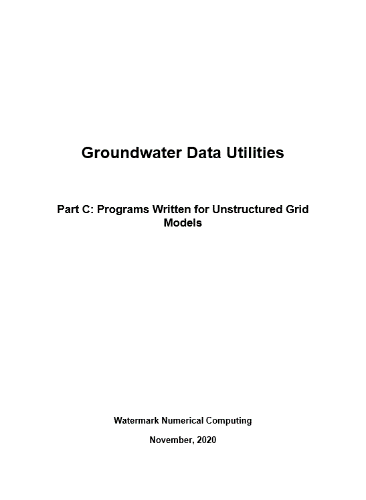 Groundwater Data Utilities
Part C: Programs Written for Unstructured Grid
Models
Watermark Numerical Computing
November, 2020